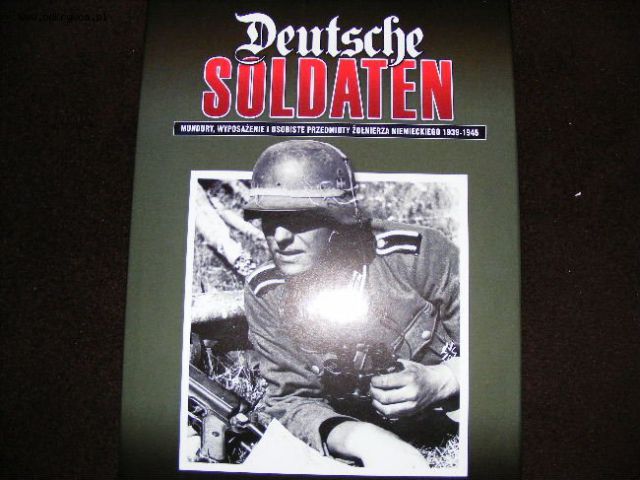 Deutsche
SOLDATEN
MUNDURY, WYPOSAŻENIE I OSOBISTE PRZEDMIOTY ŻOŁNIERZA NIEMIECKIEGO 1939-1945